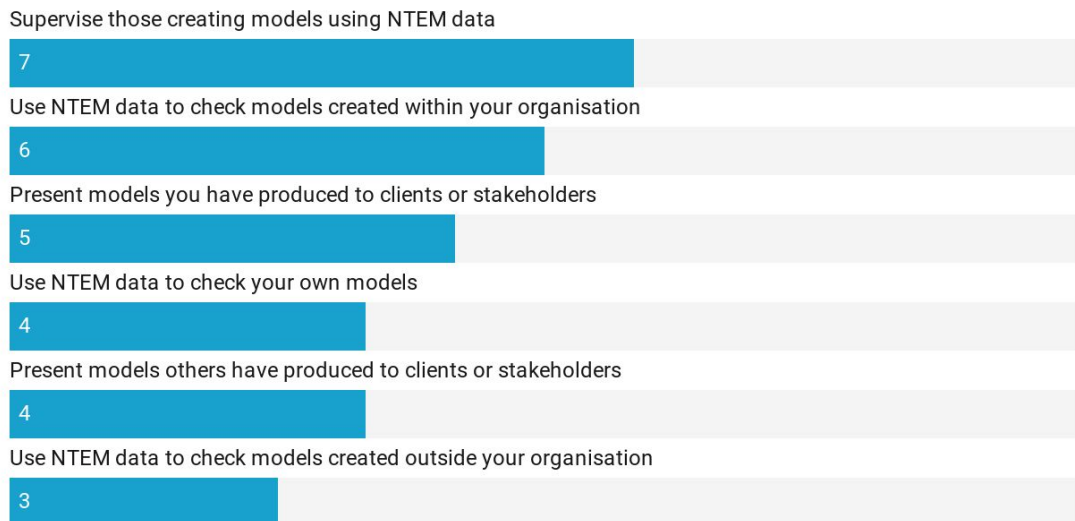 Supervise those creating models using NTEM data
7
Use NTEM data to check models created within your organisation
6
Present models you have produced to clients or stakeholders
5
Use NTEM data to check your own models
4
Present models others have produced to clients or stakeholders
4
Use NTEM data to check models created outside your organisation
3